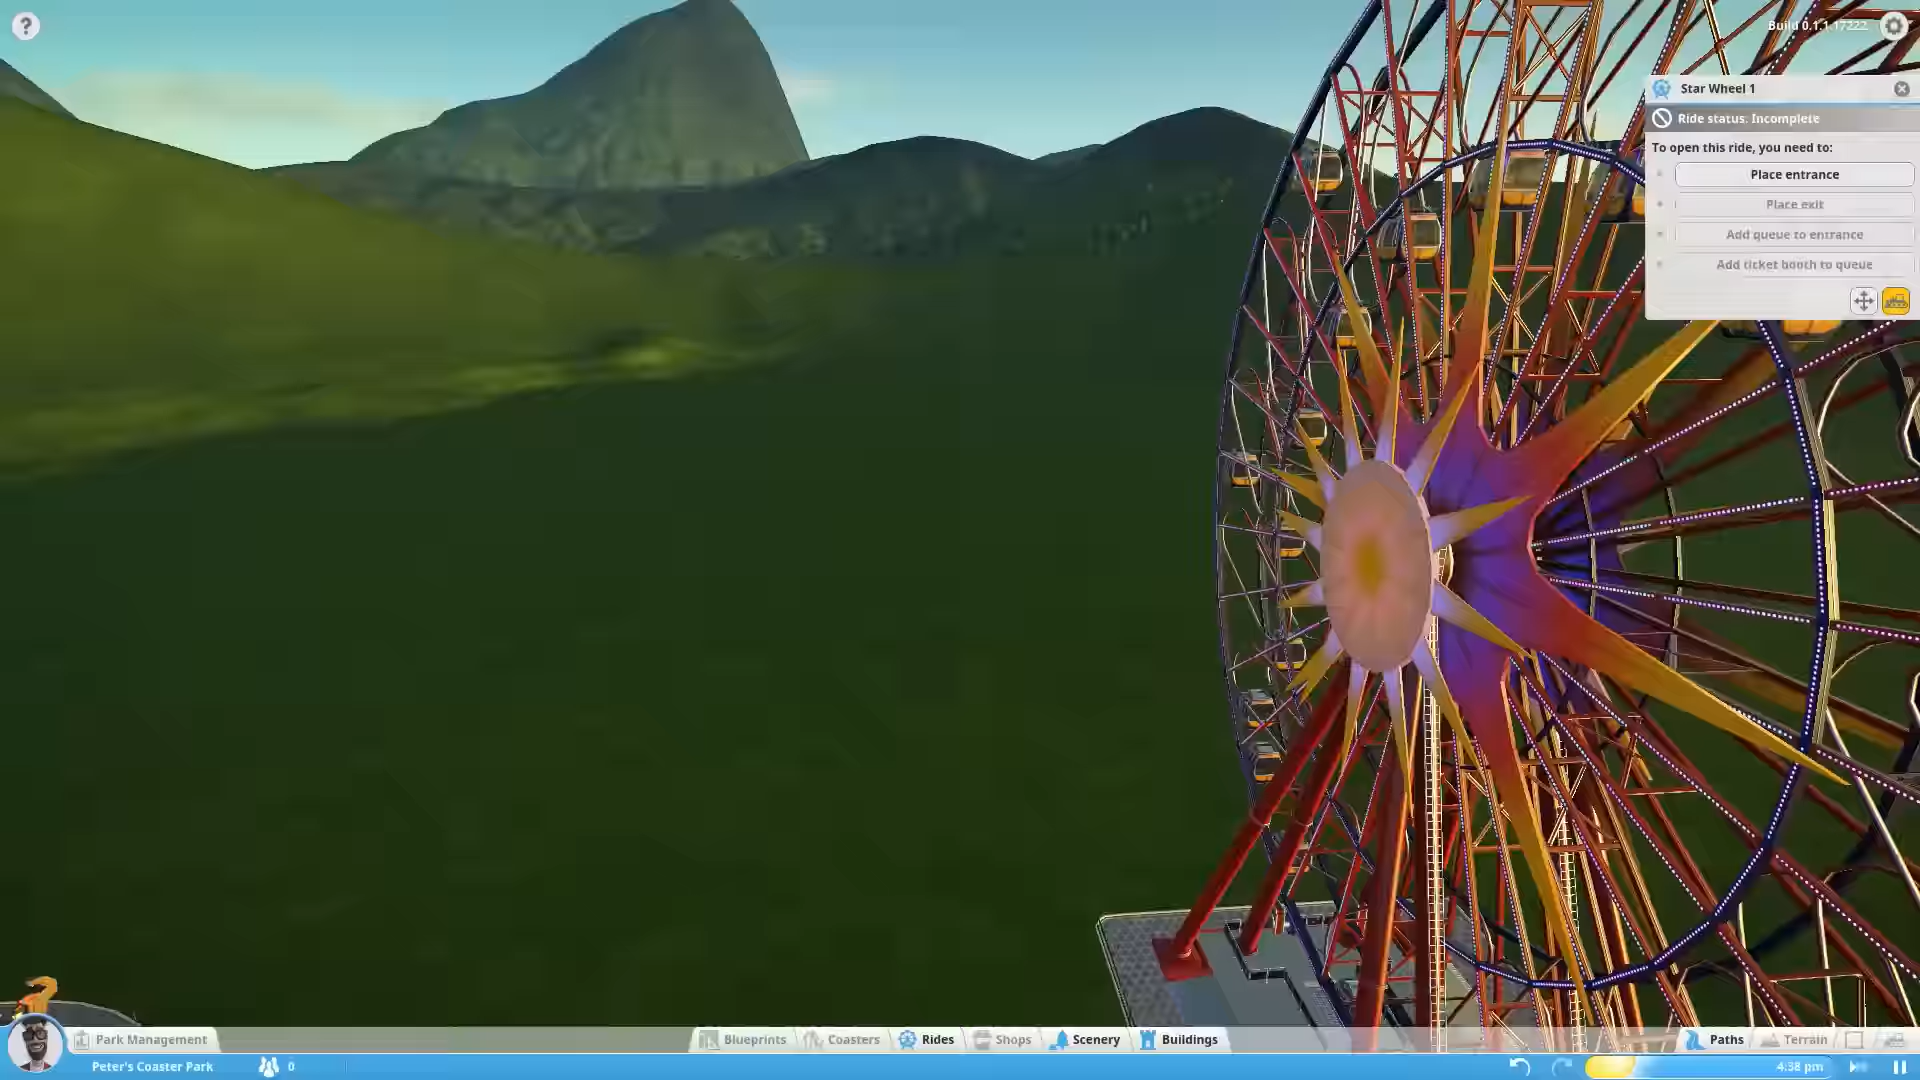 ?
Build 0.1.1.17222
Star Wheel 1
Ride status: Incomplete
To open this ride, you need to:
Place entrance
Place exit
Add queue to entrance
Add ticket booth to queue
Park Management
Blueprints
Coasters
Rides
Shops
Scenery
Buildings
Paths
Terrain
Peter's Coaster Park
0
4:38 pm